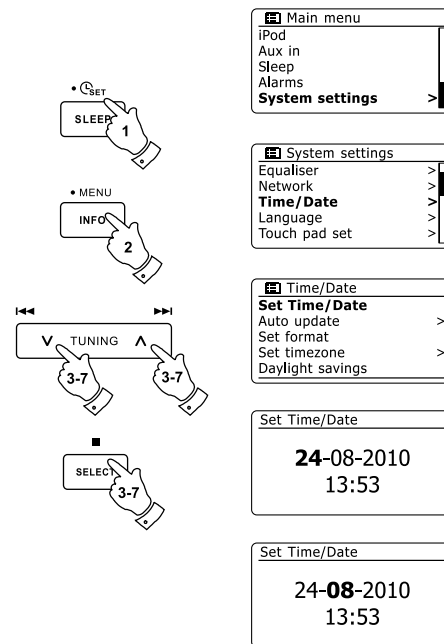 SET
SLEEP
1
• MENU
INFO
2
TUNING
3-7
3-7
SELECT
3-7
Main menu
iPod
Aux in
Sleep
Alarms
System settings >
System settings
Equaliser >
Network >
Time/Date >
Language >
Touch pad set >
Time/Date
Set Time/Date
Auto update >
Set format
Set timezone >
Daylight savings
Set Time/Date
24-08-2010
13:53
Set Time/Date
24-08-2010
13:53